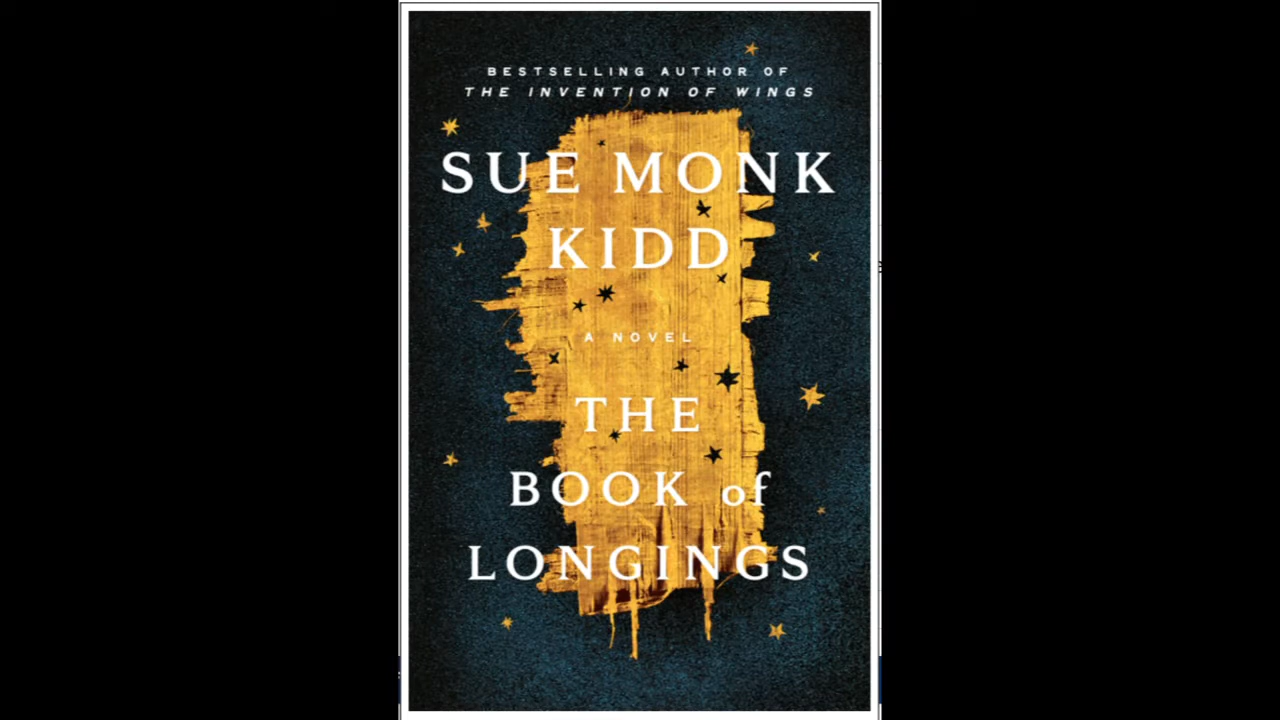 BESTSELLING AUTHOR OF
THE INVENTION OF WINGS
SUE MONK
KIDD
A NOVEL
THE
BOOK of
LONGINGS